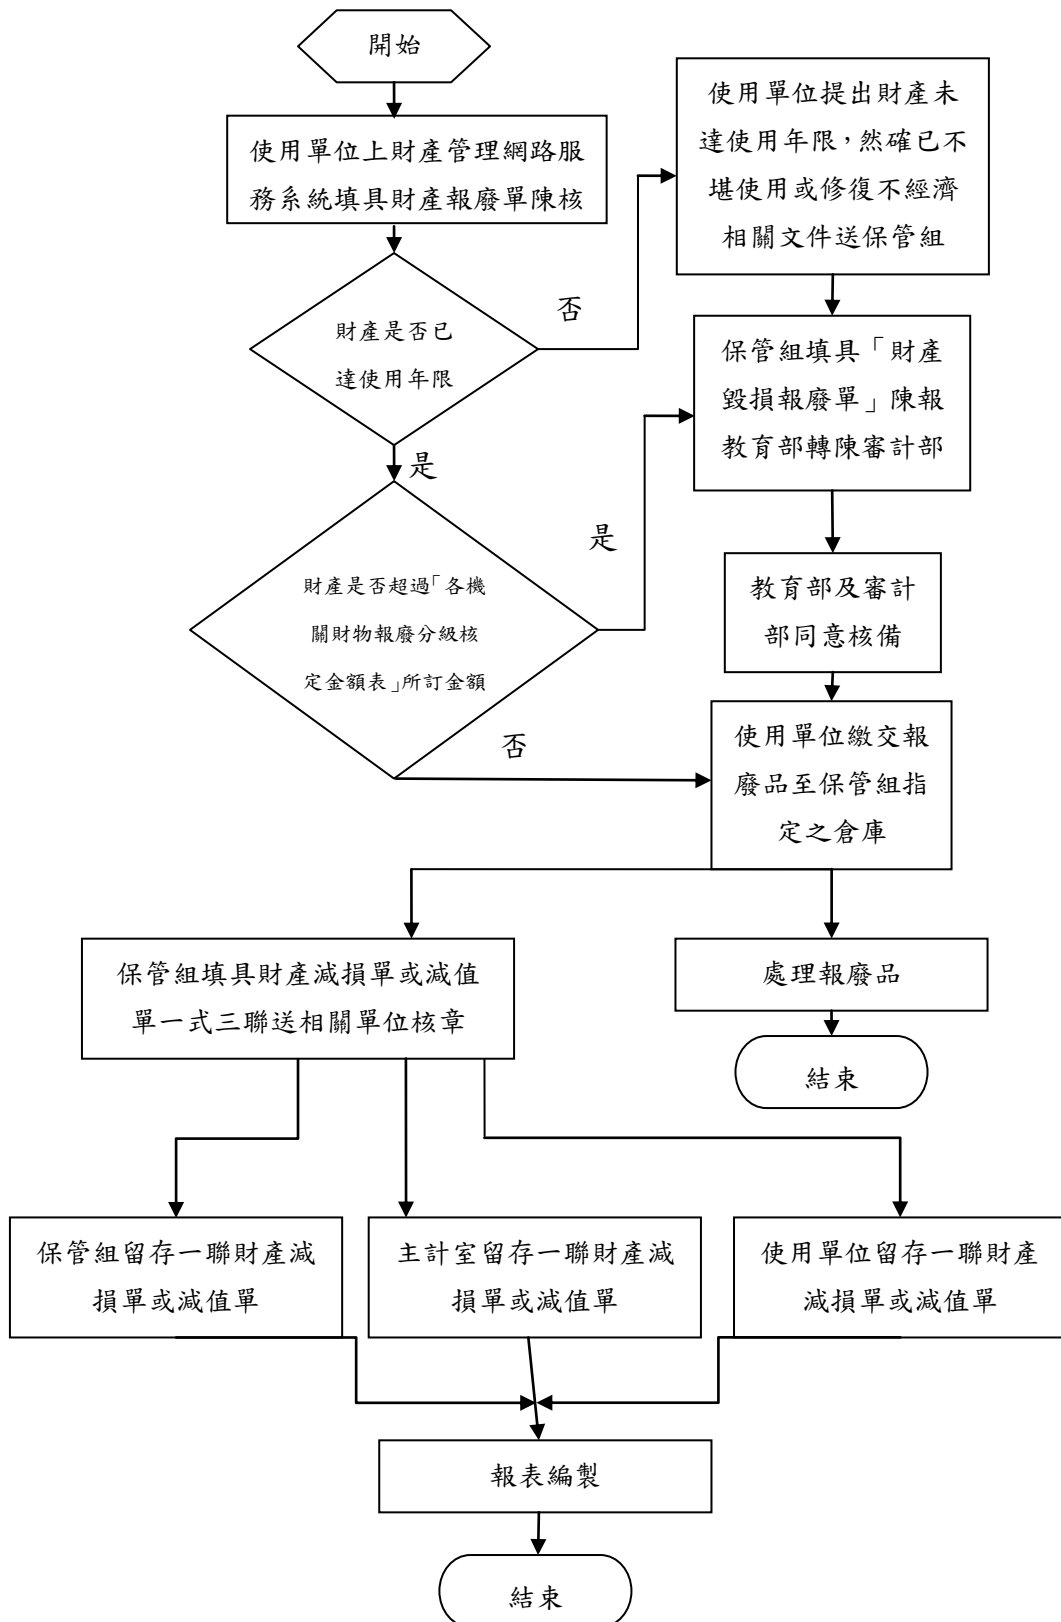 開始
使用單位上財產管理網路服
務系統填具財產報廢單陳核
使用單位提出財產未
達使用年限，然確已不
堪使用或修復不經濟
相關文件送保管組
財產是否已
達使用年限
否
是
保管組填具「財產
毀損報廢單」陳報
教育部轉陳審計部
財產是否超過「各機
關財物報廢分級核
定金額表」所訂金額
是
否
教育部及審計
部同意核備
使用單位繳交報
廢品至保管組指
定之倉庫
保管組填具財產減損單或減值
單一式三聯送相關單位核章
處理報廢品
結束
保管組留存一聯財產減
損單或減值單
主計室留存一聯財產減
損單或減值單
使用單位留存一聯財產
減損單或減值單
報表編製
結束